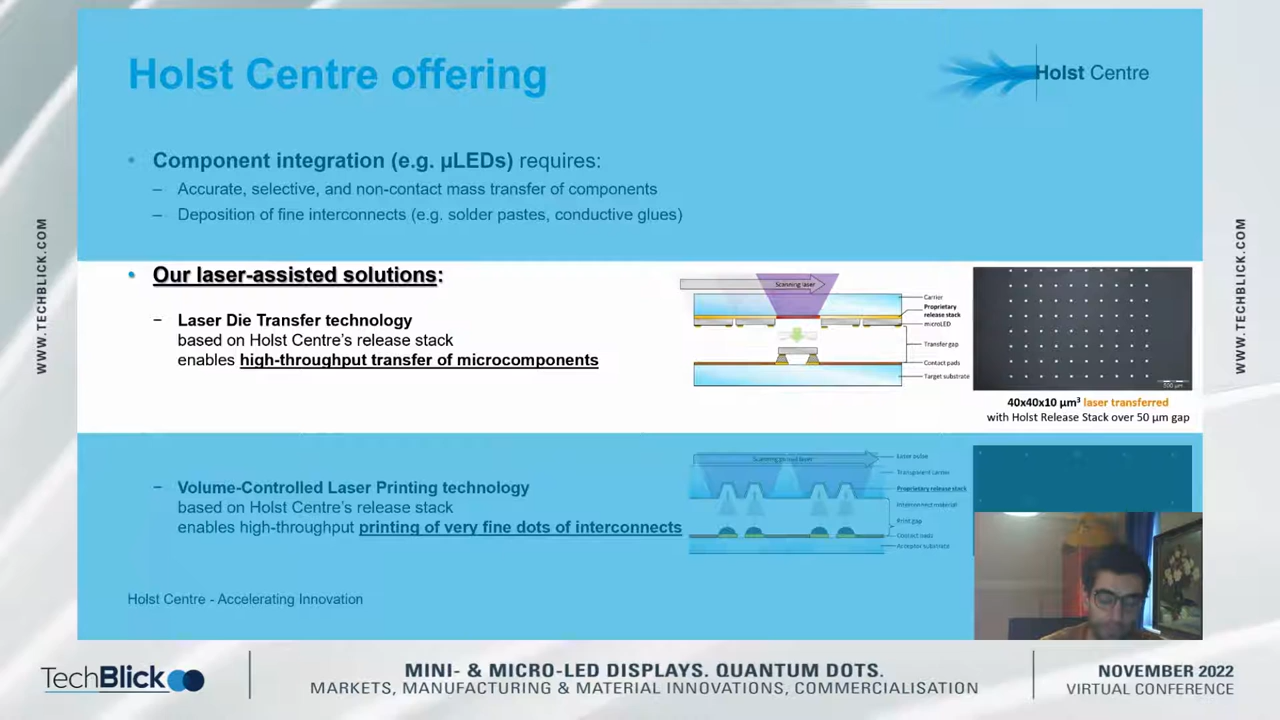 Holst Centre offering
Holst Centre
• Component integration (e.g. µLEDs) requires:
– Accurate, selective, and non-contact mass transfer of components
– Deposition of fine interconnects (e.g. solder pastes, conductive glues)
WWW.TECHBLICK.COM
WWW.TECHBLICK.COM
• Our laser-assisted solutions:
– Laser Die Transfer technology
based on Holst Centre's release stack
enables high-throughput transfer of microcomponents
Scanning laser
Carrier
Proprietary
release stack
microLED
Transfer gap
Contact pads
Target substrate
500 µm
40x40x10 µm³ laser transferred
with Holst Release Stack over 50 µm gap
– Volume-Controlled Laser Printing technology
based on Holst Centre's release stack
enables high-throughput printing of very fine dots of interconnects
Laser pulse
Transparent carrier
Proprietary release stack
Interconnect material
Print gap
Contact pads
Acceptor substrate
Holst Centre - Accelerating Innovation
TechBlick
MINI- & MICRO-LED DISPLAYS. QUANTUM DOTS.
MARKETS, MANUFACTURING & MATERIAL INNOVATIONS, COMMERCIALISATION
NOVEMBER 2022
VIRTUAL CONFERENCE